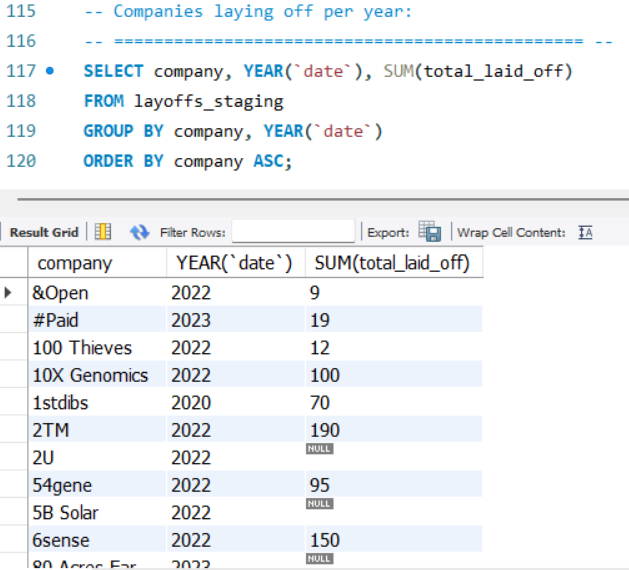 115 -- Companies laying off per year:
116 -- =============================================== --
117 SELECT company, YEAR(`date`), SUM(total_laid_off)
118 FROM layoffs_staging
119 GROUP BY company, YEAR(`date`)
120 ORDER BY company ASC;
Result Grid Filter Rows: Export: Wrap Cell Content:
company YEAR(`date`) SUM(total_laid_off)
&Open 2022 9
#Paid 2023 19
100 Thieves 2022 12
10X Genomics 2022 100
1stdibs 2020 70
2TM 2022 190
2U 2022 NULL
54gene 2022 95
5B Solar 2022 NULL
6sense 2022 150
80 Acres Far 2023 NULL